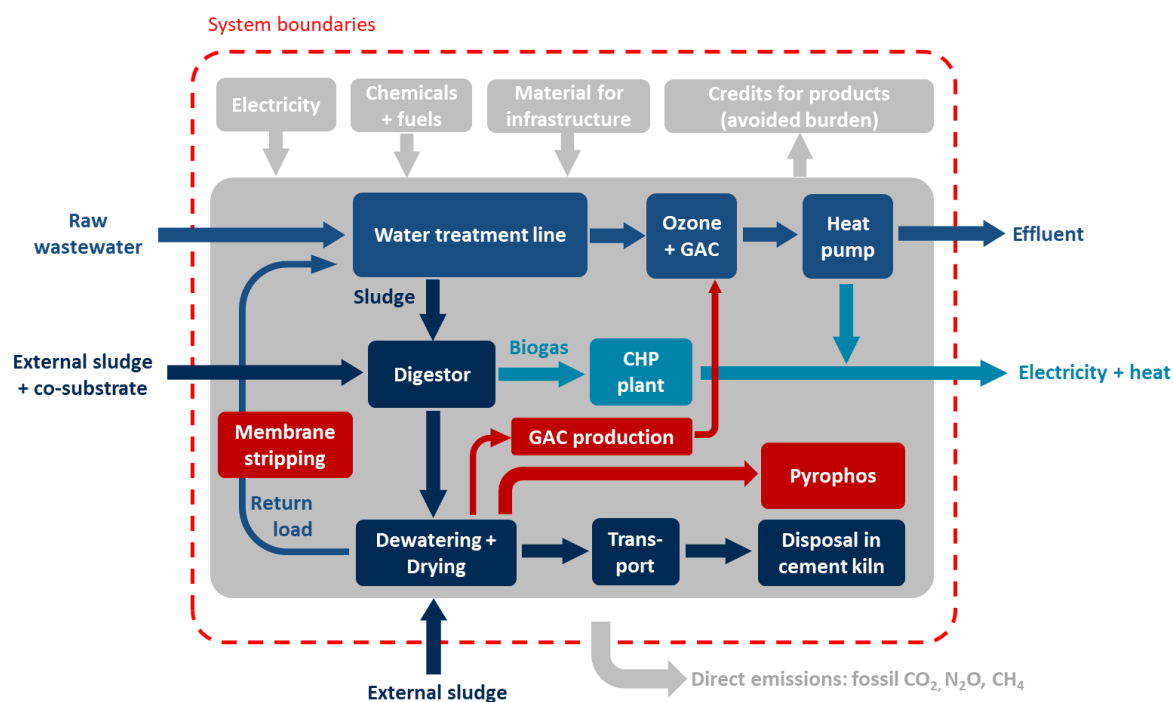 System boundaries
Electricity
Chemicals
+ fuels
Material for
infrastructure
Credits for products
(avoided burden)
Raw
wastewater
Water treatment line
Ozone
+ GAC
Heat
pump
Effluent
Sludge
External sludge
+ co-substrate
Digestor
Biogas
CHP
plant
Electricity + heat
Membrane
stripping
GAC production
Pyrophos
Return
load
Dewatering +
Drying
Trans-
port
Disposal in
cement kiln
External sludge
Direct emissions: fossil CO₂, N₂O, CH₄